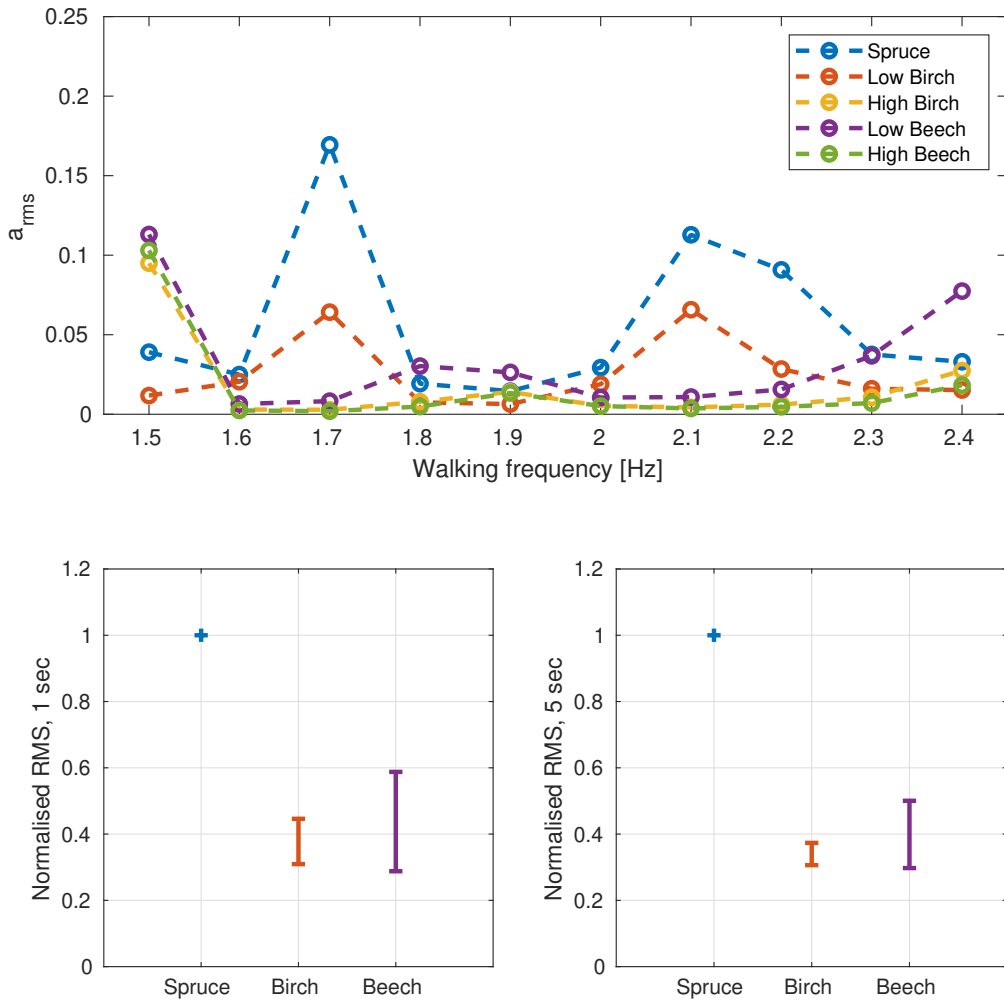 0.25
0.2
0.15
0.1
0.05
0
a_rms
Spruce
Low Birch
High Birch
Low Beech
High Beech
1.5 1.6 1.7 1.8 1.9 2 2.1 2.2 2.3 2.4
Walking frequency [Hz]
1.2
1
0.8
0.6
0.4
0.2
0
Normalised RMS, 1 sec
Spruce Birch Beech
1.2
1
0.8
0.6
0.4
0.2
0
Normalised RMS, 5 sec
Spruce Birch Beech